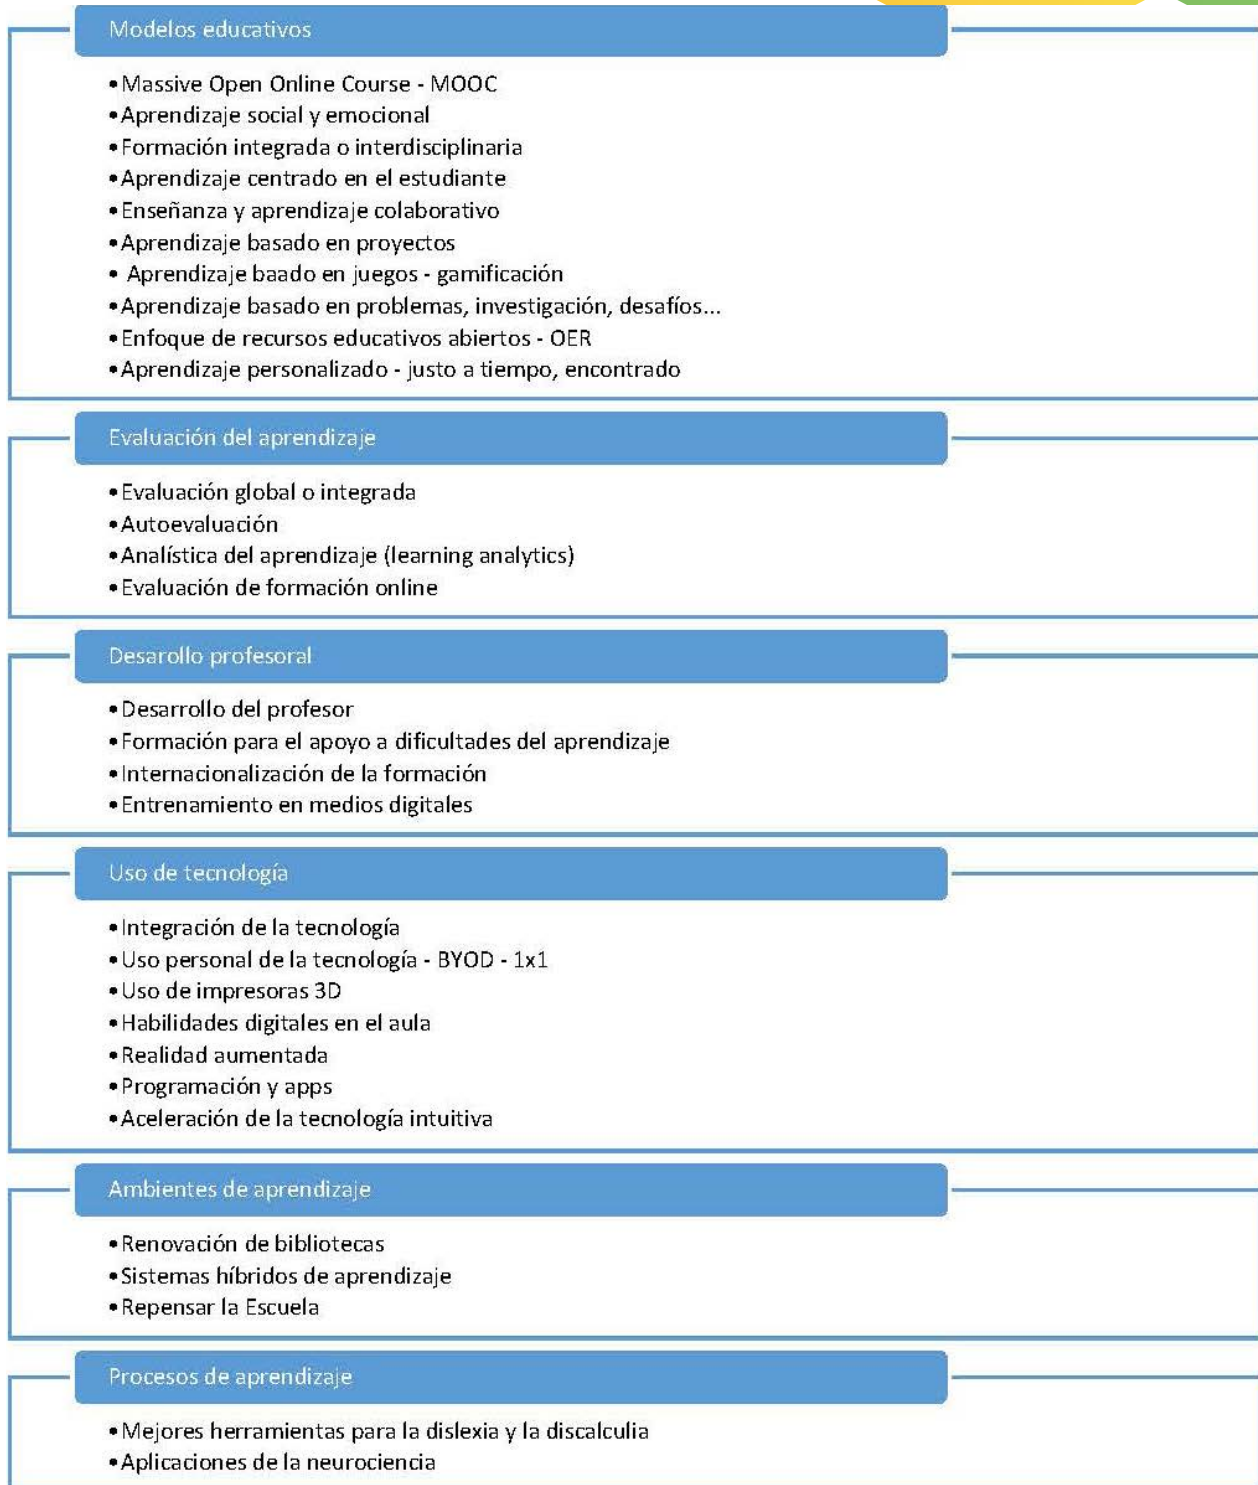 Modelos educativos
•Massive Open Online Course - MOOC
•Aprendizaje social y emocional
•Formación integrada o interdisciplinaria
•Aprendizaje centrado en el estudiante
•Enseñanza y aprendizaje colaborativo
•Aprendizaje basado en proyectos
• Aprendizaje baado en juegos - gamificación
•Aprendizaje basado en problemas, investigación, desafíos...
•Enfoque de recursos educativos abiertos - OER
•Aprendizaje personalizado - justo a tiempo, encontrado
Evaluación del aprendizaje
•Evaluación global o integrada
•Autoevaluación
•Analística del aprendizaje (learning analytics)
•Evaluación de formación online
Desarollo profesoral
•Desarrollo del profesor
•Formación para el apoyo a dificultades del aprendizaje
•Internacionalización de la formación
•Entrenamiento en medios digitales
Uso de tecnología
•Integración de la tecnología
•Uso personal de la tecnología - BYOD - 1x1
•Uso de impresoras 3D
•Habilidades digitales en el aula
•Realidad aumentada
•Programación y apps
•Aceleración de la tecnología intuitiva
Ambientes de aprendizaje
•Renovación de bibliotecas
•Sistemas híbridos de aprendizaje
•Repensar la Escuela
Procesos de aprendizaje
•Mejores herramientas para la dislexia y la discalculia
•Aplicaciones de la neurociencia